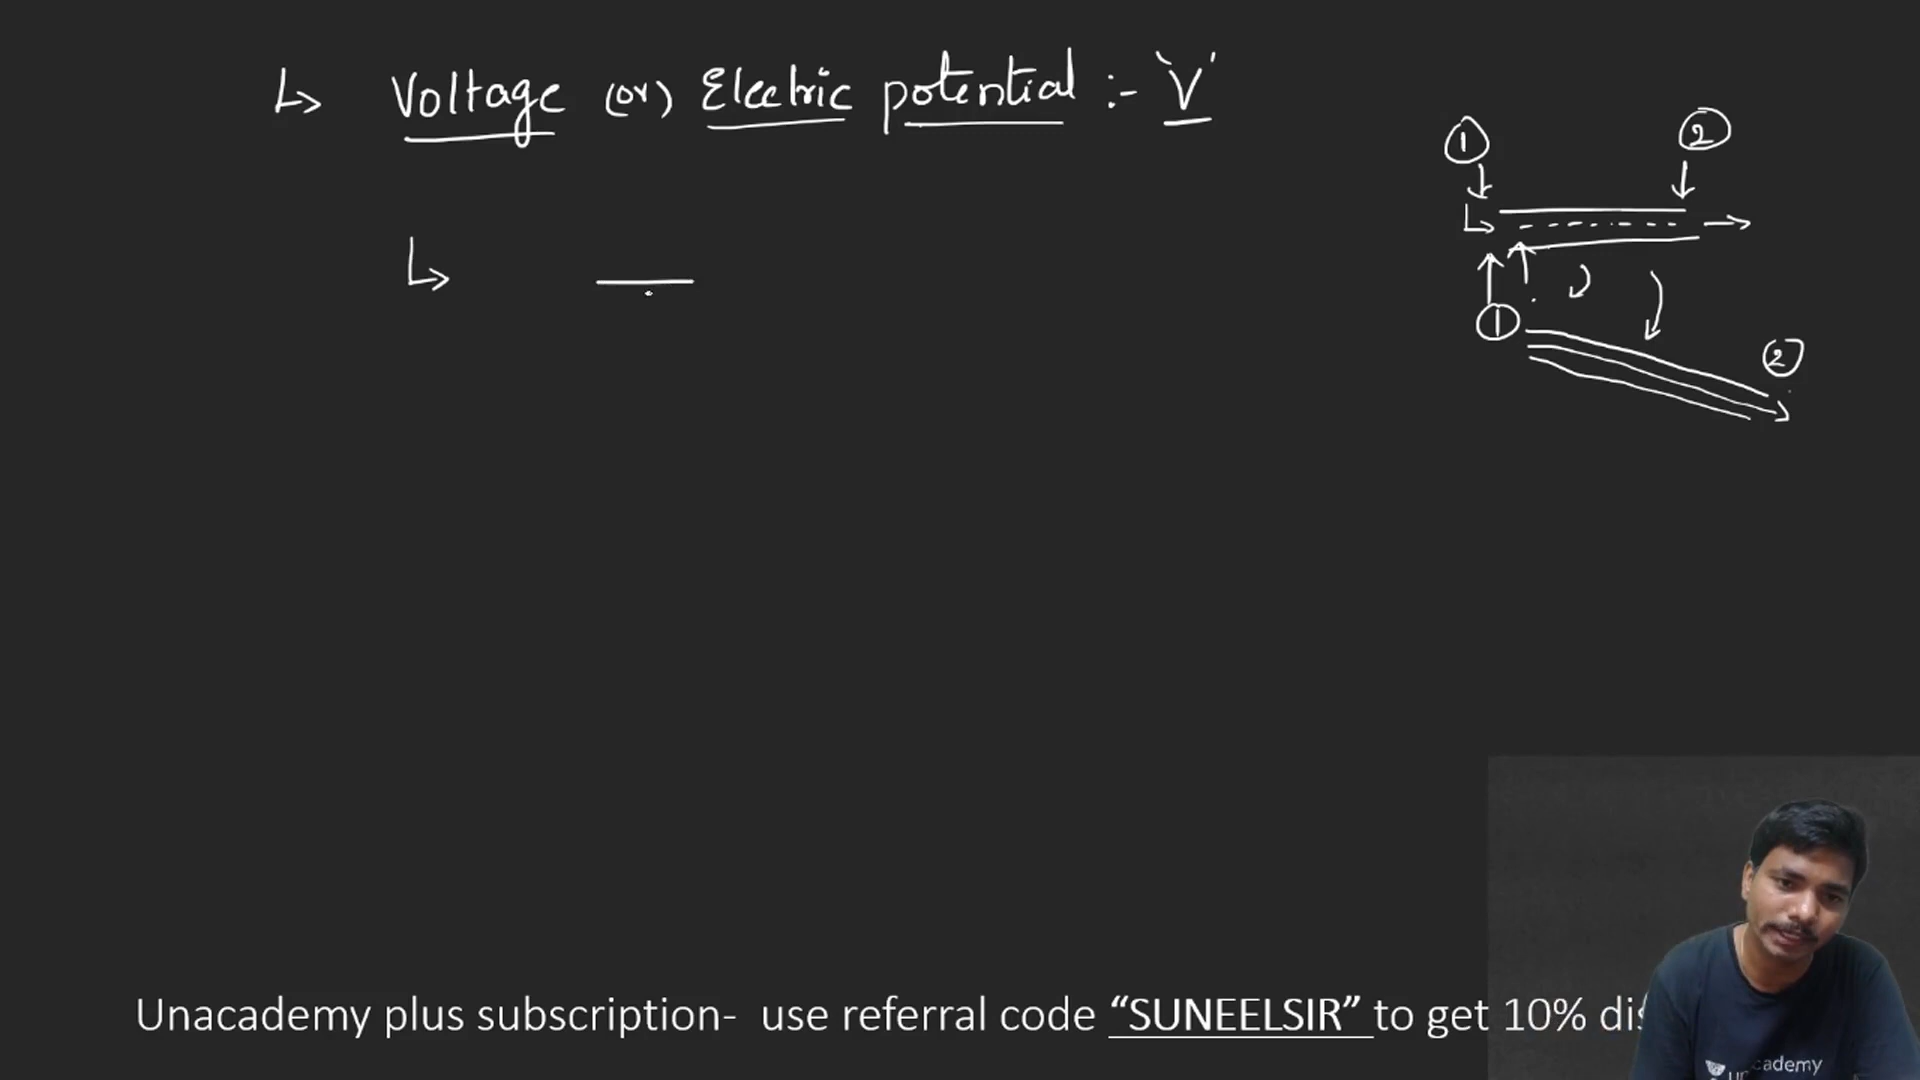 Voltage (or) Electric potential :- 'V'
① ②
①
②
Unacademy plus subscription- use referral code “SUNEELSIR” to get 10% dis
unacademy